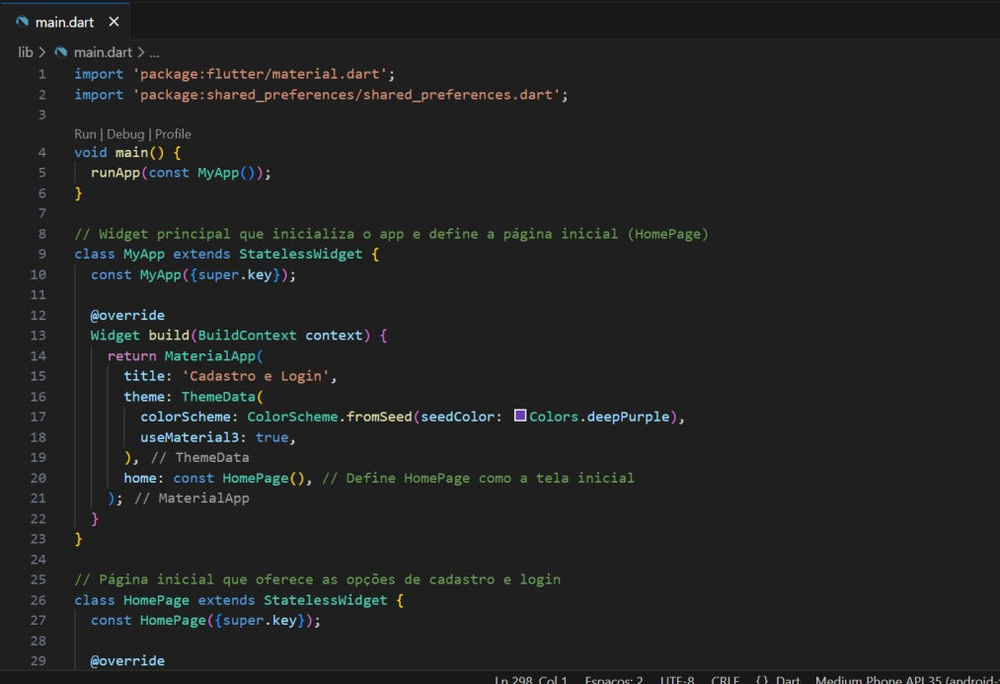 main.dart
lib > main.dart > ...
1 import 'package:flutter/material.dart';
2 import 'package:shared_preferences/shared_preferences.dart';
3
Run | Debug | Profile
4 void main() {
5   runApp(const MyApp());
6 }
7
8 // Widget principal que inicializa o app e define a página inicial (HomePage)
9 class MyApp extends StatelessWidget {
10   const MyApp({super.key});
11
12   @override
13   Widget build(BuildContext context) {
14     return MaterialApp(
15       title: 'Cadastro e Login',
16       theme: ThemeData(
17         colorScheme: ColorScheme.fromSeed(seedColor: Colors.deepPurple),
18         useMaterial3: true,
19       ), // ThemeData
20       home: const HomePage(), // Define HomePage como a tela inicial
21     ); // MaterialApp
22   }
23 }
24
25 // Página inicial que oferece as opções de cadastro e login
26 class HomePage extends StatelessWidget {
27   const HomePage({super.key});
28
29   @override
Ln 298, Col 1 Espaços: 2 UTF-8 CRLF {} Dart Medium Phone API 35 (android-